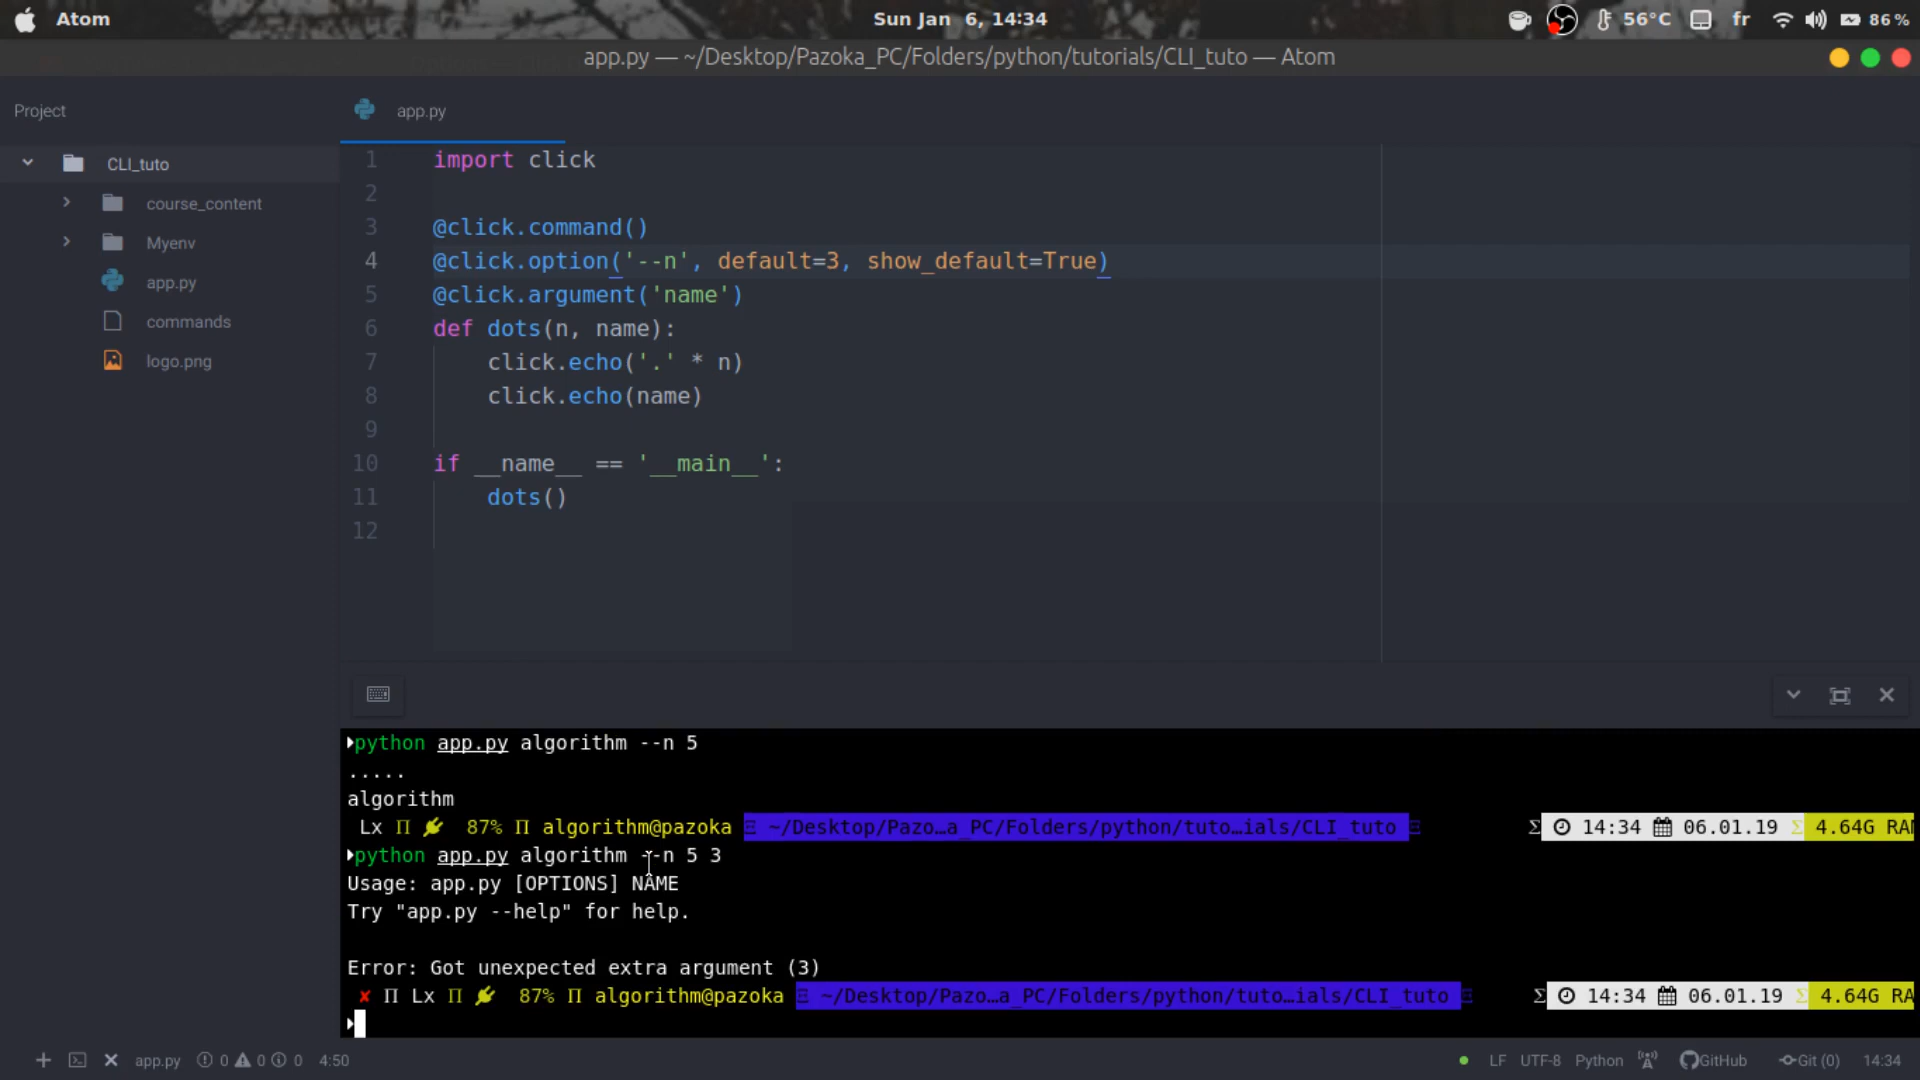 Atom
Sun Jan 6, 14:34
56°C fr 86%
app.py — ~/Desktop/Pazoka_PC/Folders/python/tutorials/CLI_tuto — Atom
Project
app.py
CLI_tuto
course_content
Myenv
app.py
commands
logo.png
1 import click
2
3 @click.command()
4 @click.option('--n', default=3, show_default=True)
5 @click.argument('name')
6 def dots(n, name):
7 click.echo('.' * n)
8 click.echo(name)
9
10 if __name__ == '__main__':
11 dots()
12
python app.py algorithm --n 5
.....
algorithm
Lx Π 87% Π algorithm@pazoka Ξ ~/Desktop/Pazo…a_PC/Folders/python/tuto…ials/CLI_tuto Ξ Σ 14:34 06.01.19 Σ 4.64G RA
python app.py algorithm --n 5 3
Usage: app.py [OPTIONS] NAME
Try "app.py --help" for help.
Error: Got unexpected extra argument (3)
✘ Π Lx Π 87% Π algorithm@pazoka Ξ ~/Desktop/Pazo…a_PC/Folders/python/tuto…ials/CLI_tuto Ξ Σ 14:34 06.01.19 Σ 4.64G RA
app.py 0 0 0 4:50 LF UTF-8 Python GitHub Git (0) 14:34